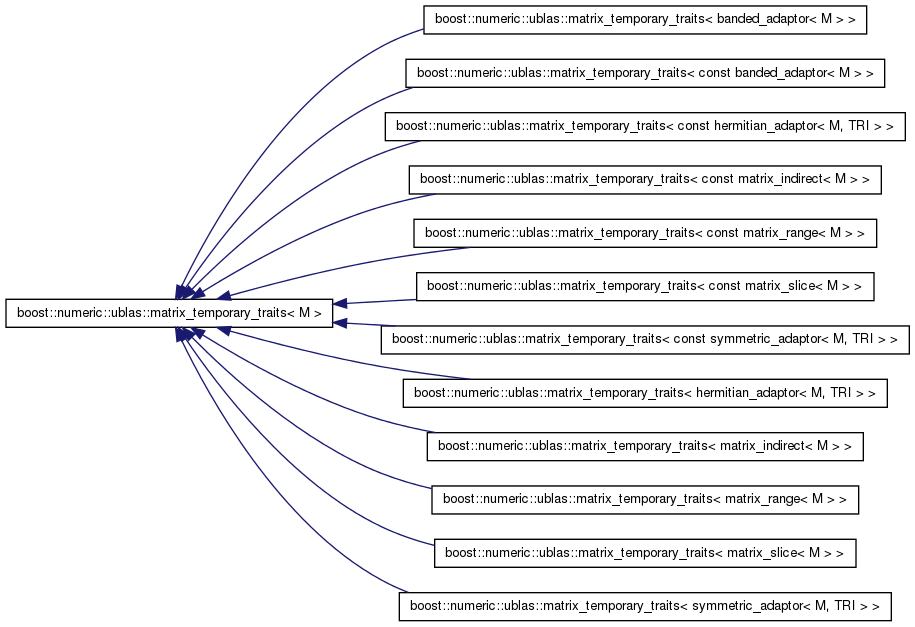 boost::numeric::ublas::matrix_temporary_traits< banded_adaptor< M > >
boost::numeric::ublas::matrix_temporary_traits< const banded_adaptor< M > >
boost::numeric::ublas::matrix_temporary_traits< const hermitian_adaptor< M, TRI > >
boost::numeric::ublas::matrix_temporary_traits< const matrix_indirect< M > >
boost::numeric::ublas::matrix_temporary_traits< const matrix_range< M > >
boost::numeric::ublas::matrix_temporary_traits< const matrix_slice< M > >
boost::numeric::ublas::matrix_temporary_traits< M >
boost::numeric::ublas::matrix_temporary_traits< const symmetric_adaptor< M, TRI > >
boost::numeric::ublas::matrix_temporary_traits< hermitian_adaptor< M, TRI > >
boost::numeric::ublas::matrix_temporary_traits< matrix_indirect< M > >
boost::numeric::ublas::matrix_temporary_traits< matrix_range< M > >
boost::numeric::ublas::matrix_temporary_traits< matrix_slice< M > >
boost::numeric::ublas::matrix_temporary_traits< symmetric_adaptor< M, TRI > >